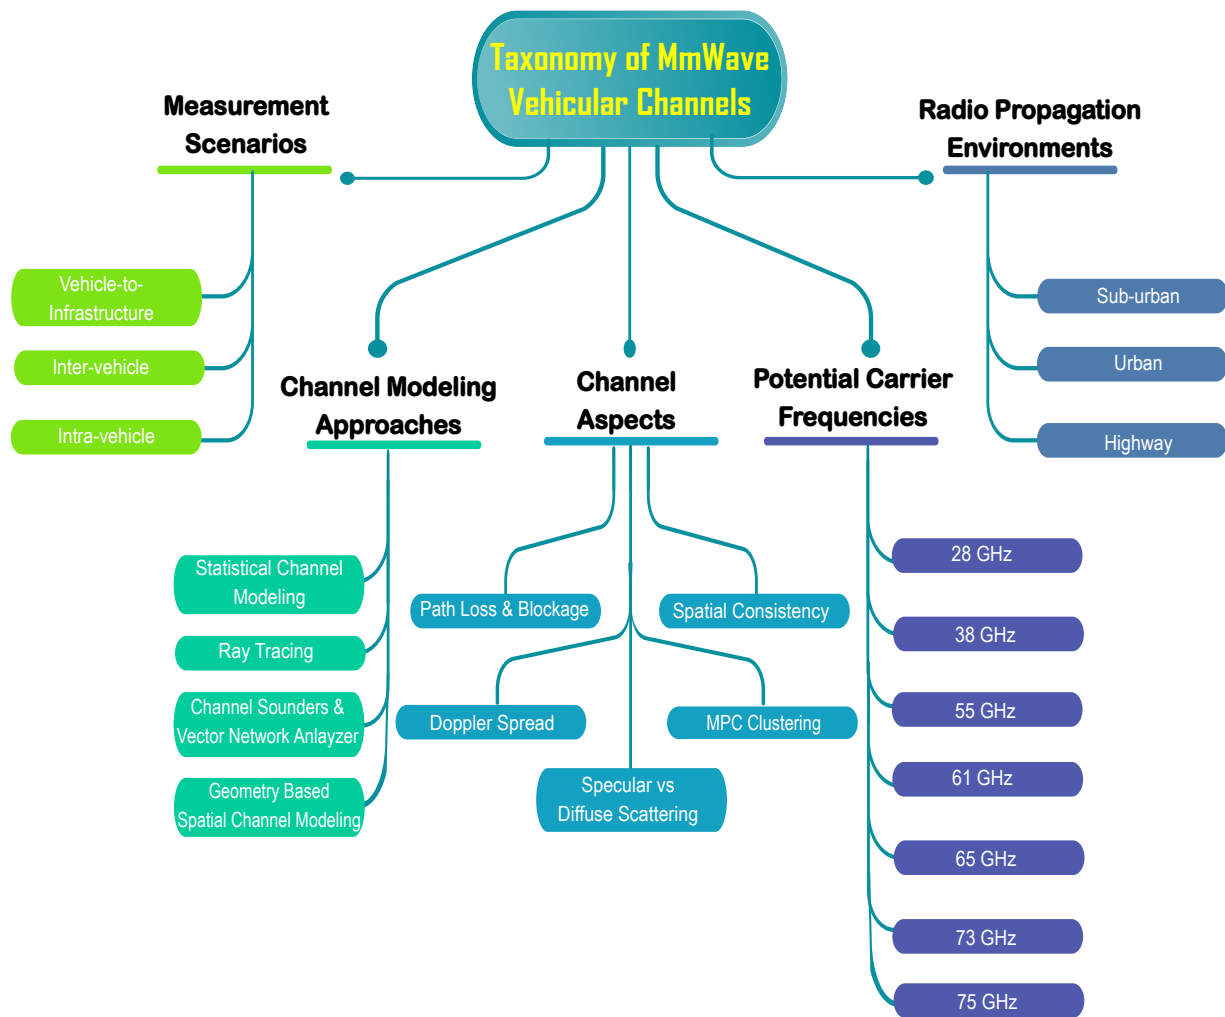 Taxonomy of MmWave
Vehicular Channels
Measurement
Scenarios
Vehicle-to-
Infrastructure
Inter-vehicle
Intra-vehicle
Channel Modeling
Approaches
Statistical Channel
Modeling
Ray Tracing
Channel Sounders &
Vector Network Anlayzer
Geometry Based
Spatial Channel Modeling
Channel
Aspects
Path Loss & Blockage
Spatial Consistency
Doppler Spread
MPC Clustering
Specular vs
Diffuse Scattering
Potential Carrier
Frequencies
28 GHz
38 GHz
55 GHz
61 GHz
65 GHz
73 GHz
75 GHz
Radio Propagation
Environments
Sub-urban
Urban
Highway